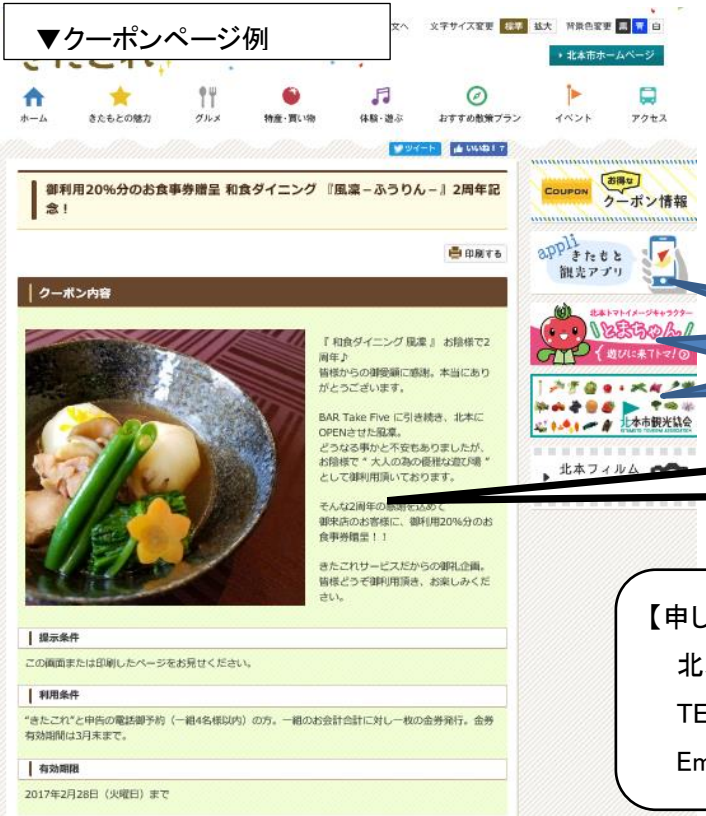 ▼クーポンページ例
文へ 文字サイズ変更 標準 拡大 背景色変更 黒 青 白
きたこれ
北本市ホームページ
ホーム きたもとの魅力 グルメ 特産・買い物 体験・遊ぶ おすすめ散策プラン イベント アクセス
ツイート いいね! 7
御利用20%分のお食事券贈呈 和食ダイニング 『風凜－ふうりん－』2周年記
念!
印刷する
クーポン内容
『 和食ダイニング 風凜 』 お陰様で2
周年♪
皆様からの御愛顧に感謝。本当にあり
がとうございます。
BAR Take Five に引き続き、北本に
OPENさせた風凜。
どうなる事かと不安もありましたが、
お陰様で " 大人の為の優雅な遊び場 "
として御利用頂いております。
そんな2周年の感謝を込めて
御来店のお客様に、御利用20%分のお
食事券贈呈!!
きたこれサービスだからの御礼企画。
皆様どうぞ御利用頂き、お楽しみくだ
さい。
提示条件
この画面または印刷したページをお見せください。
利用条件
"きたこれ"と申告の電話御予約（一組4名様以内）の方。一組のお会計合計に対し一枚の金券発行。金券
有効期間は3月末まで。
有効期限
2017年2月28日（火曜日）まで
COUPON お得な
クーポン情報
appli きたもと
観光アプリ
北本トマトイメージキャラクター
とまちゃん
遊びに来てトマ!
北本市観光協会
北本フィルム
【申し
北
TE
Em